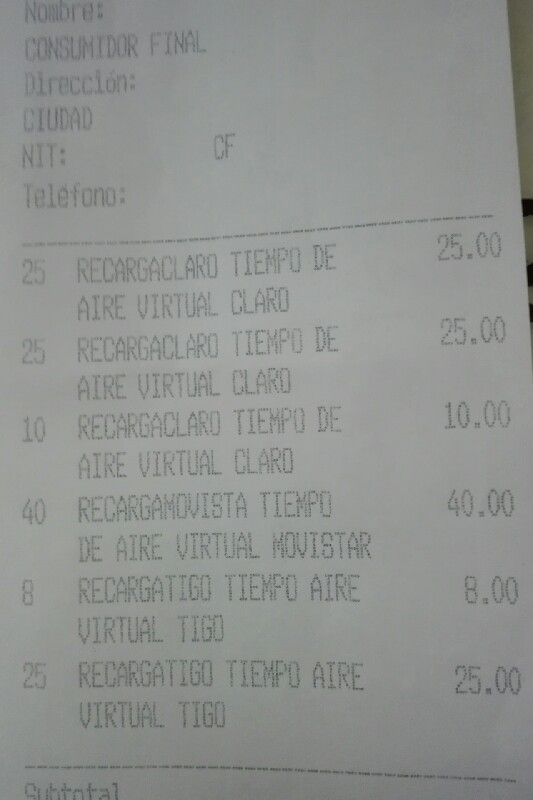 Nombre:
CONSUMIDOR FINAL
Dirección:
CIUDAD
NIT: CF
Teléfono:
25 RECARGACLARO TIEMPO DE 25.00
AIRE VIRTUAL CLARO
25 RECARGACLARO TIEMPO DE 25.00
AIRE VIRTUAL CLARO
10 RECARGACLARO TIEMPO DE 10.00
AIRE VIRTUAL CLARO
40 RECARGAMOVISTA TIEMPO 40.00
DE AIRE VIRTUAL MOVISTAR
8 RECARGATIGO TIEMPO AIRE 8.00
VIRTUAL TIGO
25 RECARGATIGO TIEMPO AIRE 25.00
VIRTUAL TIGO
Subtotal